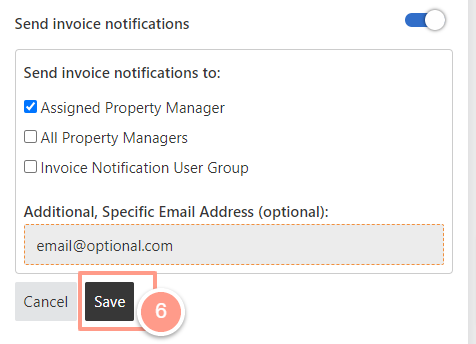 Send invoice notifications
Send invoice notifications to:
Assigned Property Manager
All Property Managers
Invoice Notification User Group
Additional, Specific Email Address (optional):
email@optional.com
Cancel Save 6